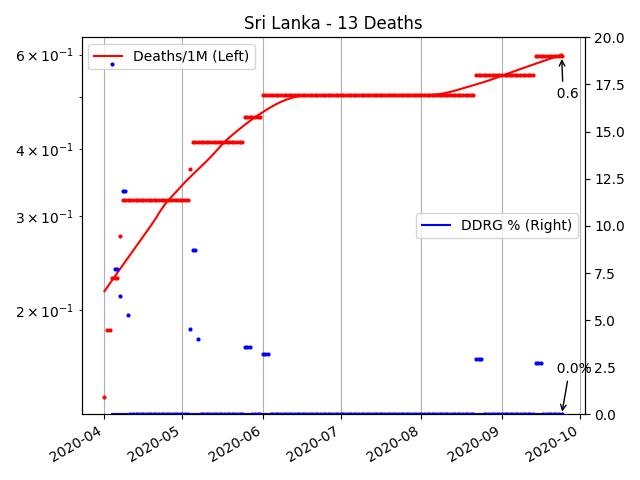 Sri Lanka - 13 Deaths
Deaths/1M (Left)
DDRG % (Right)
6 × 10⁻¹
4 × 10⁻¹
3 × 10⁻¹
2 × 10⁻¹
20.0
17.5
15.0
12.5
10.0
7.5
5.0
2.5
0.0
0.6
0.0%
2020-04
2020-05
2020-06
2020-07
2020-08
2020-09
2020-10